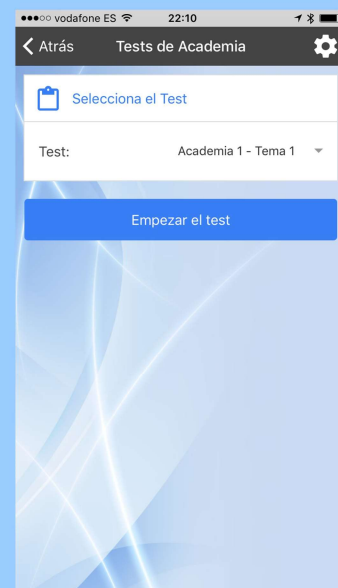 vodafone ES 22:10
Atrás Tests de Academia
Selecciona el Test
Test: Academia 1 - Tema 1
Empezar el test